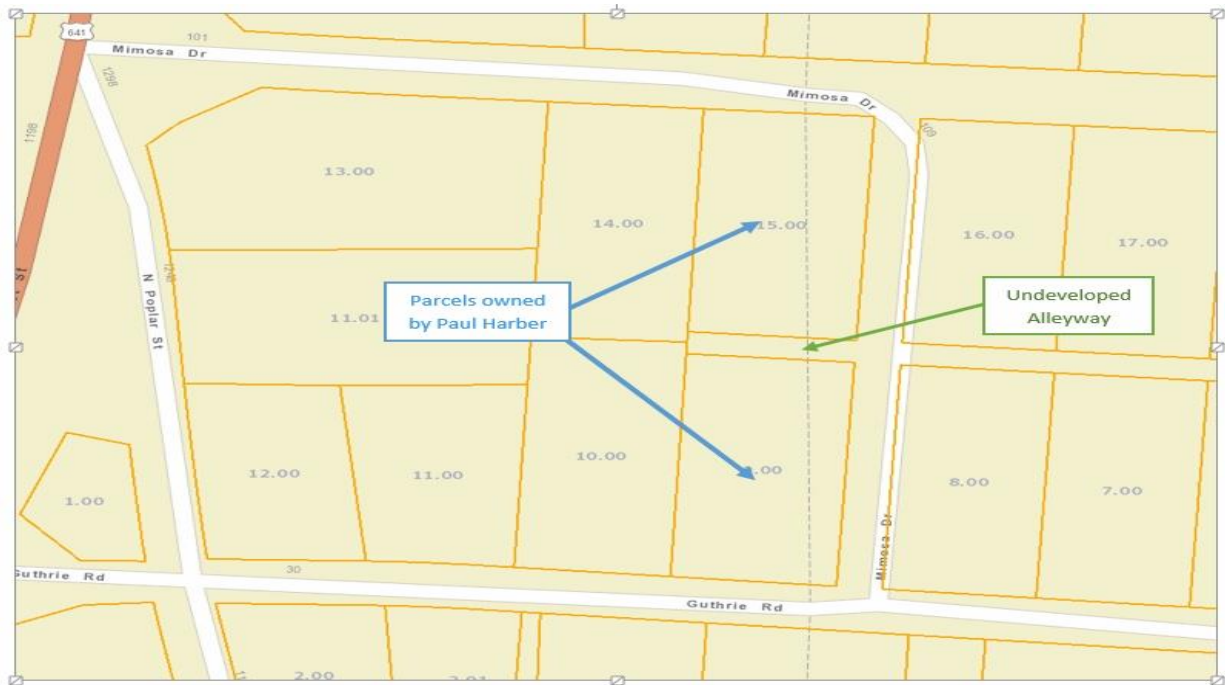 641
101
Mimosa Dr
1298
Mimosa Dr
109
1198
13.00
14.00
15.00
16.00
17.00
N Poplar St
11.01
Parcels owned
by Paul Harber
Undeveloped
Alleyway
St
12.00
11.00
10.00
.00
8.00
7.00
1.00
Mimosa Dr
Guthrie Rd
30
Guthrie Rd
2.00